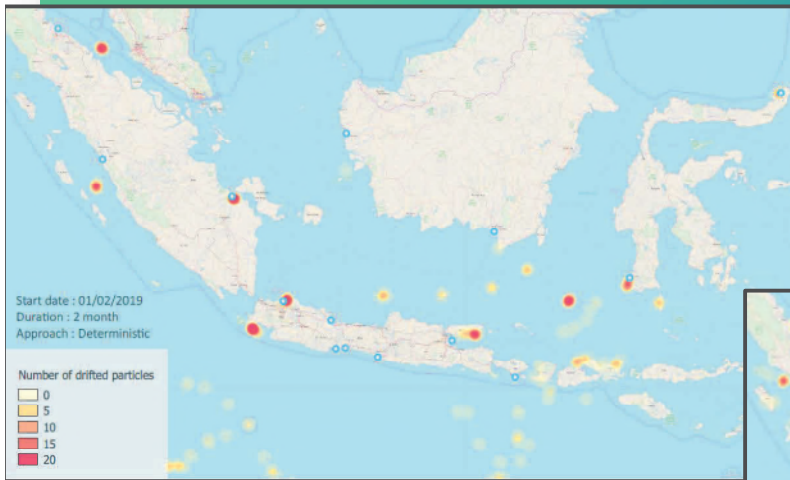 Start date : 01/02/2019
Duration : 2 month
Approach : Deterministic
Number of drifted particles
0
5
10
15
20